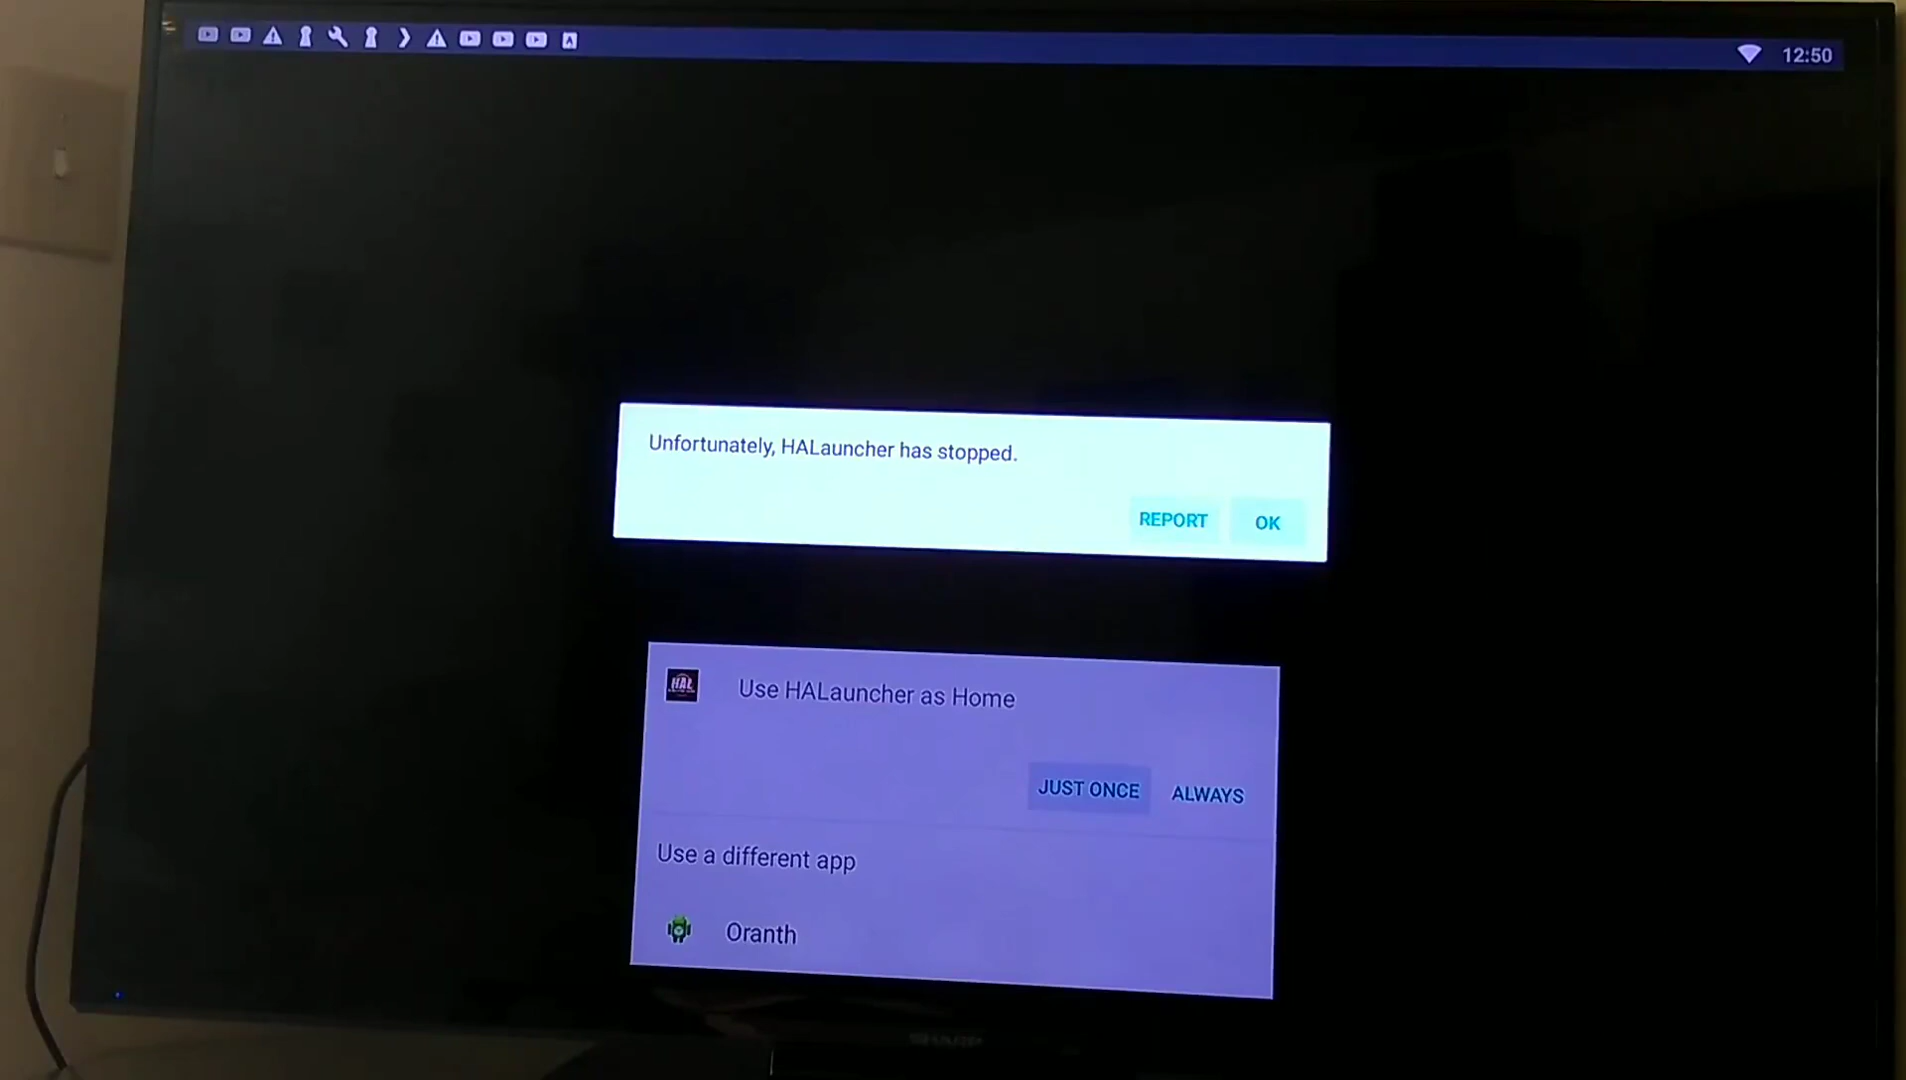 12:50
Unfortunately, HALauncher has stopped.
REPORT OK
HAL
Use HALauncher as Home
JUST ONCE ALWAYS
Use a different app
Oranth